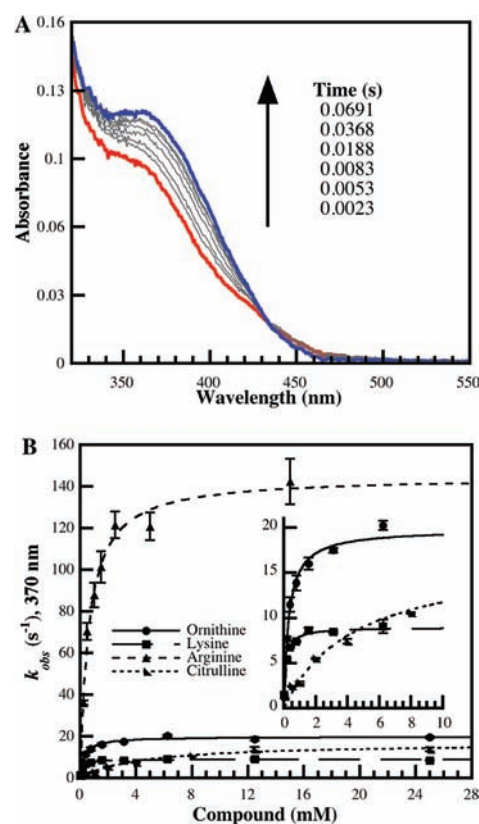 A
0.16
0.13
0.1
0.06
0.03
0
Absorbance
Time (s)
0.0691
0.0368
0.0188
0.0083
0.0053
0.0023
350 400 450 500 550
Wavelength (nm)
B
160
140
120
100
80
60
40
20
0
k_obs (s⁻¹), 370 nm
Ornithine
Lysine
Arginine
Citrulline
20
15
10
5
0
0 2 4 6 8 10
0 4 8 12 16 20 24 28
Compound (mM)